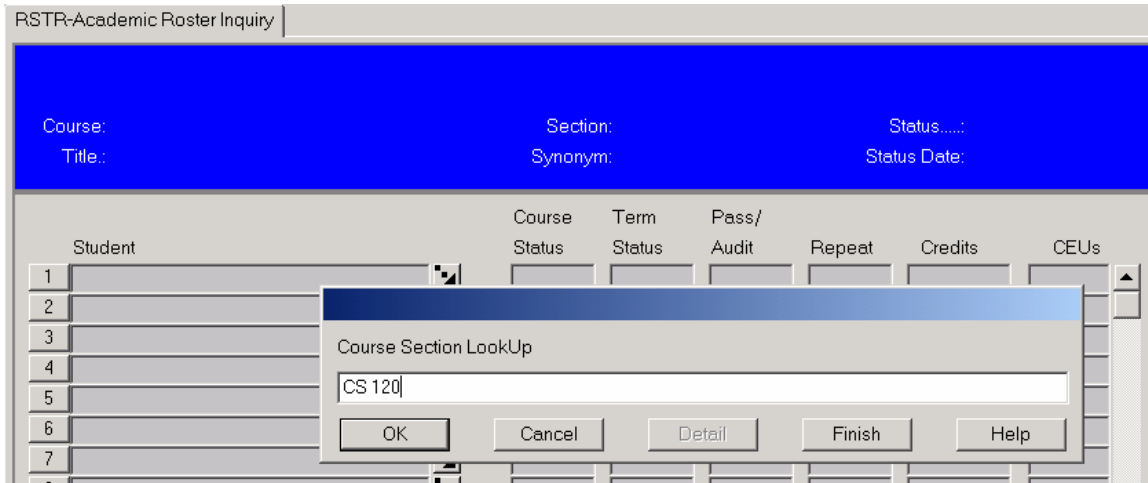 RSTR-Academic Roster Inquiry
Course: Section: Status.....:
Title.: Synonym: Status Date:
Course Term Pass/
Student Status Status Audit Repeat Credits CEUs
1
2
3
Course Section LookUp
4
CS 120
5
6
OK Cancel Detail Finish Help
7